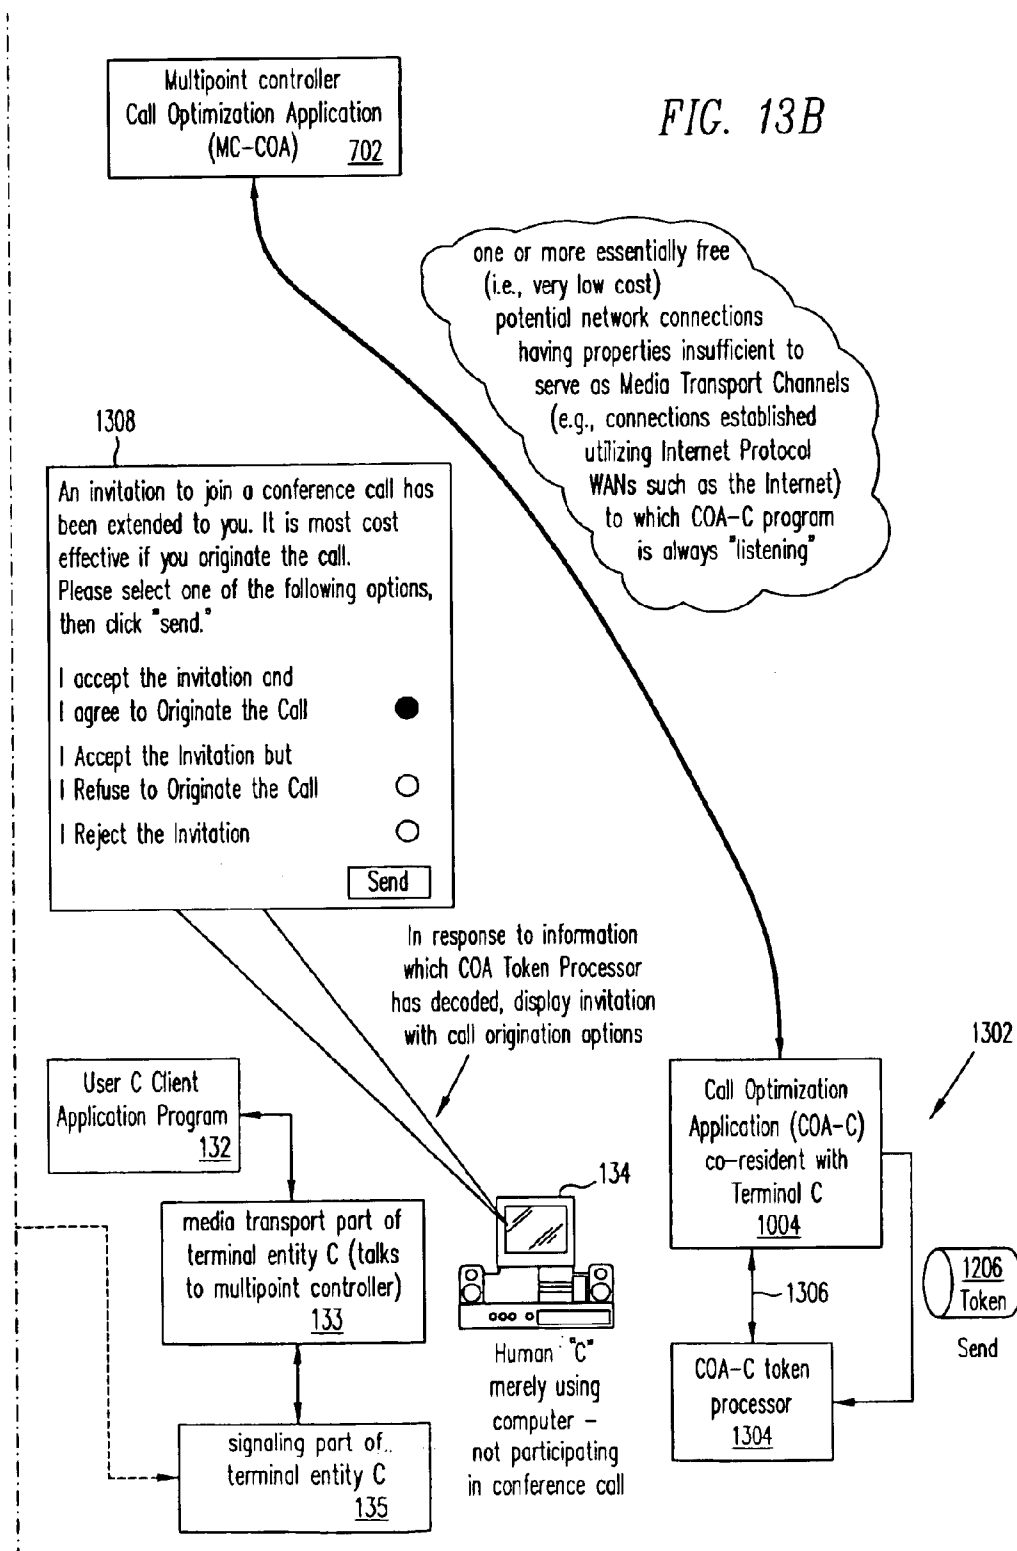 Multipoint controller
Call Optimization Application
(MC-COA) 702
FIG. 13B
one or more essentially free
(i.e., very low cost)
potential network connections
having properties insufficient to
serve as Media Transport Channels
(e.g., connections established
utilizing Internet Protocol
WANs such as the Internet)
to which COA-C program
is always "listening"
1308
An invitation to join a conference call has
been extended to you. It is most cost
effective if you originate the call.
Please select one of the following options,
then click "send."
I accept the invitation and
I agree to Originate the Call
I Accept the Invitation but
I Refuse to Originate the Call
I Reject the Invitation
Send
In response to information
which COA Token Processor
has decoded, display invitation
with call origination options
1302
User C Client
Application Program
132
Call Optimization
Application (COA-C)
co-resident with
Terminal C
1004
134
media transport part of
terminal entity C (talks
to multipoint controller)
133
1306
1206
Token
Send
Human "C"
merely using
computer –
not participating
in conference call
COA-C token
processor
1304
signaling part of
terminal entity C
135